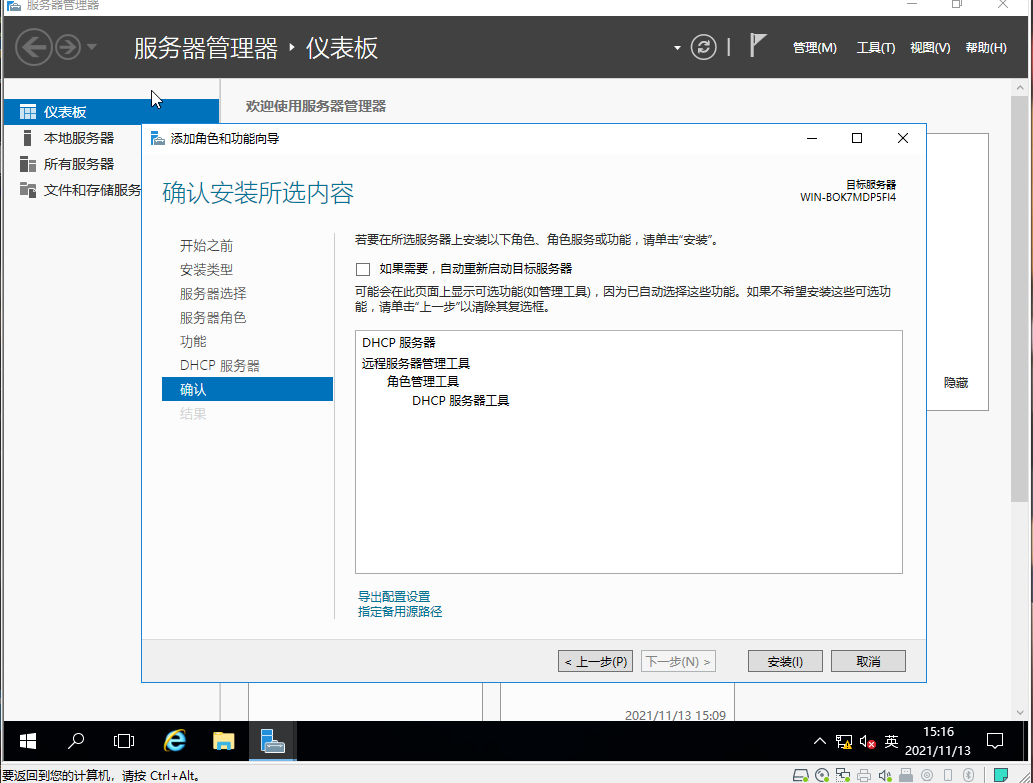 服务器管理器
服务器管理器 · 仪表板
管理(M) 工具(T) 视图(V) 帮助(H)
仪表板
本地服务器
所有服务器
文件和存储服务
欢迎使用服务器管理器
添加角色和功能向导
确认安装所选内容
目标服务器
WIN-BOK7MDP5FI4
开始之前
安装类型
服务器选择
服务器角色
功能
DHCP 服务器
确认
结果
若要在所选服务器上安装以下角色、角色服务或功能，请单击“安装”。
如果需要，自动重新启动目标服务器
可能会在此页面上显示可选功能(如管理工具)，因为已自动选择这些功能。如果不希望安装这些可选功
能，请单击“上一步”以清除其复选框。
DHCP 服务器
远程服务器管理工具
角色管理工具
DHCP 服务器工具
导出配置设置
指定备用源路径
< 上一步(P) 下一步(N) > 安装(I) 取消
隐藏
2021/11/13 15:09
英
15:16
2021/11/13
要返回到您的计算机，请按 Ctrl+Alt。